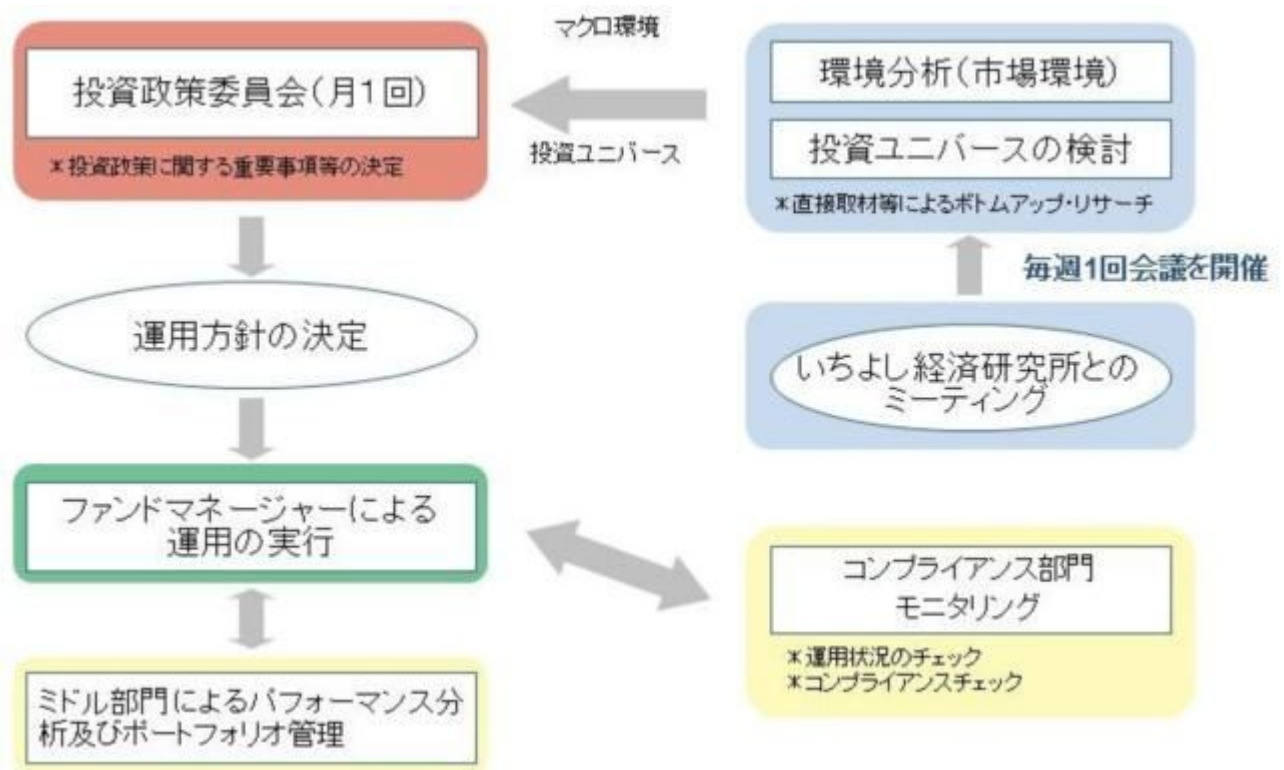 投資政策委員会(月1回)
*投資政策に関する重要事項等の決定
マクロ環境
投資ユニバース
環境分析(市場環境)
投資ユニバースの検討
*直接取材等によるボトムアップ・リサーチ
毎週1回会議を開催
いちよし経済研究所との
ミーティング
運用方針の決定
ファンドマネージャーによる
運用の実行
コンプライアンス部門
モニタリング
*運用状況のチェック
*コンプライアンスチェック
ミドル部門によるパフォーマンス分
析及びポートフォリオ管理